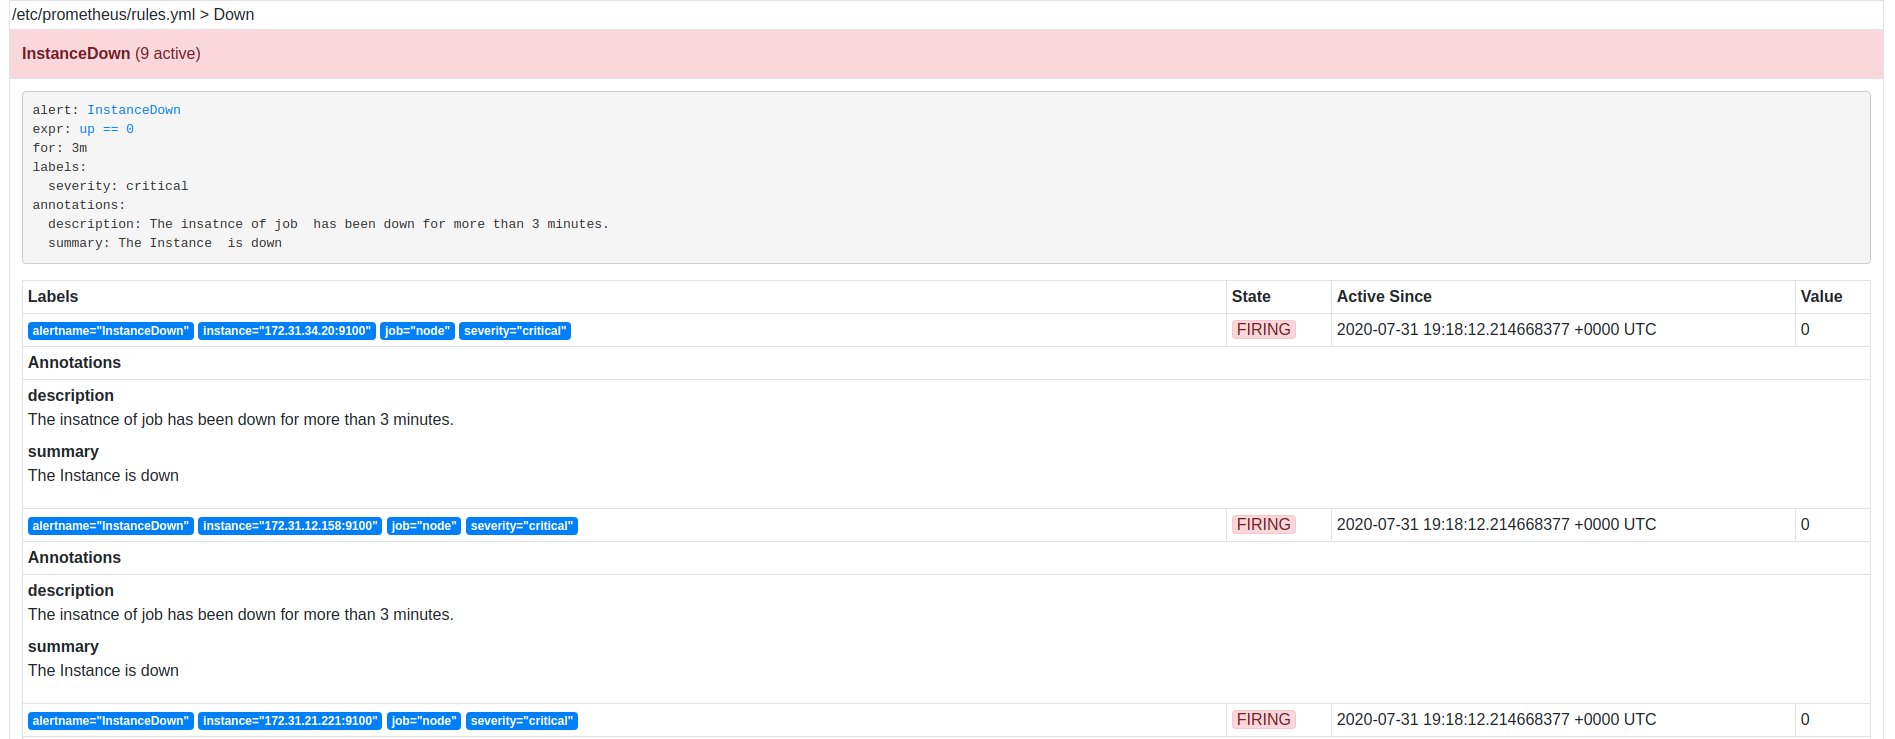 /etc/prometheus/rules.yml > Down
InstanceDown (9 active)
alert: InstanceDown
expr: up == 0
for: 3m
labels:
  severity: critical
annotations:
  description: The insatnce of job  has been down for more than 3 minutes.
  summary: The Instance  is down
Labels State Active Since Value
alertname="InstanceDown" instance="172.31.34.20:9100" job="node" severity="critical" FIRING 2020-07-31 19:18:12.214668377 +0000 UTC 0
Annotations
description
The insatnce of job has been down for more than 3 minutes.
summary
The Instance is down
alertname="InstanceDown" instance="172.31.12.158:9100" job="node" severity="critical" FIRING 2020-07-31 19:18:12.214668377 +0000 UTC 0
Annotations
description
The insatnce of job has been down for more than 3 minutes.
summary
The Instance is down
alertname="InstanceDown" instance="172.31.21.221:9100" job="node" severity="critical" FIRING 2020-07-31 19:18:12.214668377 +0000 UTC 0